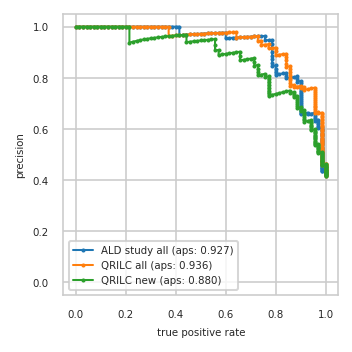 1.0
0.8
0.6
0.4
0.2
0.0
precision
ALD study all (aps: 0.927)
QRILC all (aps: 0.936)
QRILC new (aps: 0.880)
0.0 0.2 0.4 0.6 0.8 1.0
true positive rate